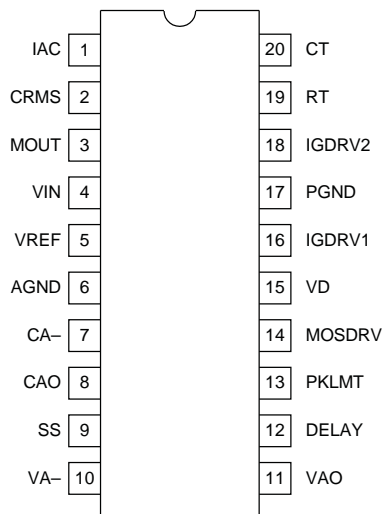 IAC 1 20 CT
CRMS 2 19 RT
MOUT 3 18 IGDRV2
VIN 4 17 PGND
VREF 5 16 IGDRV1
AGND 6 15 VD
CA– 7 14 MOSDRV
CAO 8 13 PKLMT
SS 9 12 DELAY
VA– 10 11 VAO